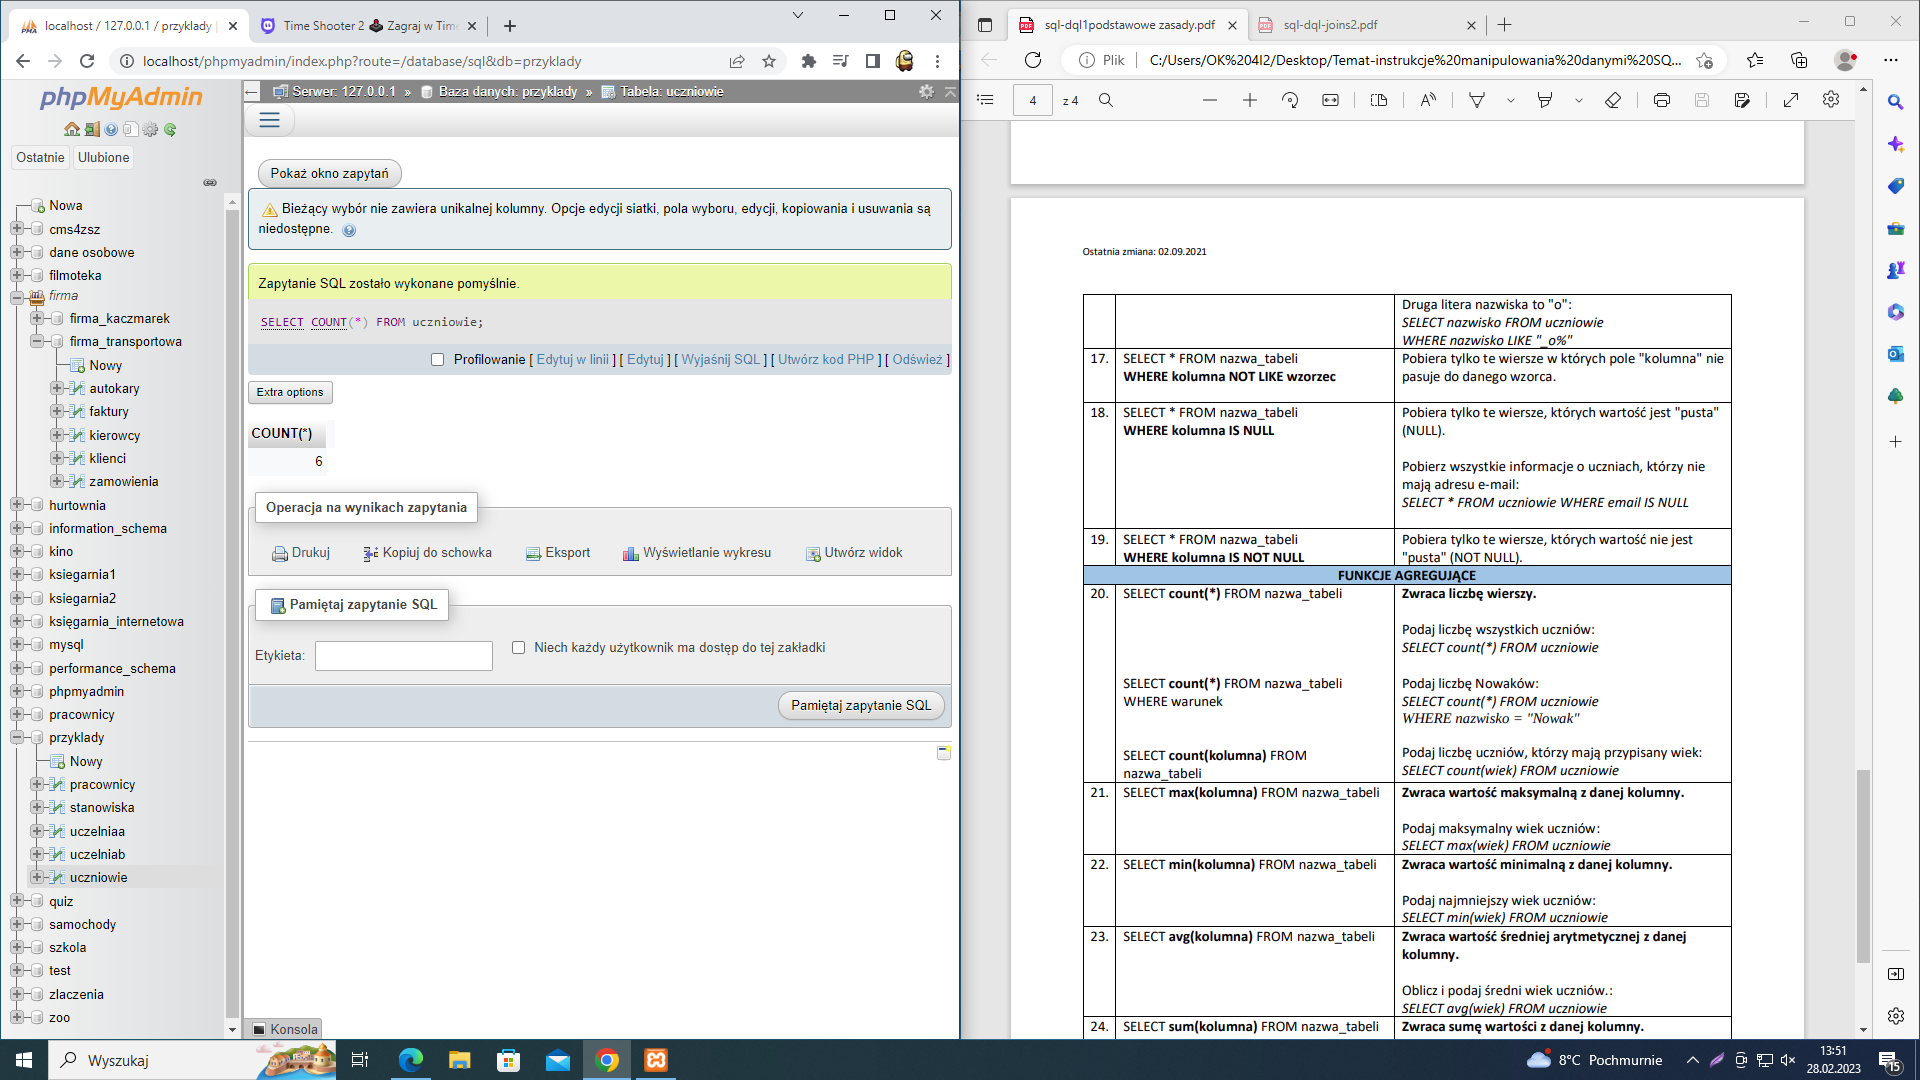 localhost / 127.0.0.1 / przyklady |
Time Shooter 2 Zagraj w Time
localhost/phpmyadmin/index.php?route=/database/sql&db=przyklady
phpMyAdmin
Ostatnie
Ulubione
Nowa
cms4zsz
dane osobowe
filmoteka
firma
firma_kaczmarek
firma_transportowa
Nowy
autokary
faktury
kierowcy
klienci
zamowienia
hurtownia
information_schema
kino
ksiegarnia1
ksiegarnia2
księgarnia_internetowa
mysql
performance_schema
phpmyadmin
pracownicy
przyklady
Nowy
pracownicy
stanowiska
uczelniaa
uczelniab
uczniowie
quiz
samochody
szkola
test
zlaczenia
zoo
Serwer: 127.0.0.1 » Baza danych: przyklady » Tabela: uczniowie
Pokaż okno zapytań
Bieżący wybór nie zawiera unikalnej kolumny. Opcje edycji siatki, pola wyboru, edycji, kopiowania i usuwania są
niedostępne.
Zapytanie SQL zostało wykonane pomyślnie.
SELECT COUNT(*) FROM uczniowie;
Profilowanie [ Edytuj w linii ] [ Edytuj ] [ Wyjaśnij SQL ] [ Utwórz kod PHP ] [ Odśwież ]
Extra options
COUNT(*)
6
Operacja na wynikach zapytania
Drukuj
Kopiuj do schowka
Eksport
Wyświetlanie wykresu
Utwórz widok
Pamiętaj zapytanie SQL
Etykieta:
Niech każdy użytkownik ma dostęp do tej zakładki
Pamiętaj zapytanie SQL
Konsola
sql-dql1podstawowe zasady.pdf
sql-dql-joins2.pdf
Plik
C:/Users/OK%204I2/Desktop/Temat-instrukcje%20manipulowania%20danymi%20SQ...
4
z 4
Ostatnia zmiana: 02.09.2021
Druga litera nazwiska to "o":
SELECT nazwisko FROM uczniowie
WHERE nazwisko LIKE "_o%"
17.
SELECT * FROM nazwa_tabeli
WHERE kolumna NOT LIKE wzorzec
Pobiera tylko te wiersze w których pole "kolumna" nie
pasuje do danego wzorca.
18.
SELECT * FROM nazwa_tabeli
WHERE kolumna IS NULL
Pobiera tylko te wiersze, których wartość jest "pusta"
(NULL).
Pobierz wszystkie informacje o uczniach, którzy nie
mają adresu e-mail:
SELECT * FROM uczniowie WHERE email IS NULL
19.
SELECT * FROM nazwa_tabeli
WHERE kolumna IS NOT NULL
Pobiera tylko te wiersze, których wartość nie jest
"pusta" (NOT NULL).
FUNKCJE AGREGUJĄCE
20.
SELECT count(*) FROM nazwa_tabeli
Zwraca liczbę wierszy.
Podaj liczbę wszystkich uczniów:
SELECT count(*) FROM uczniowie
SELECT count(*) FROM nazwa_tabeli
WHERE warunek
Podaj liczbę Nowaków:
SELECT count(*) FROM uczniowie
WHERE nazwisko = "Nowak"
SELECT count(kolumna) FROM
nazwa_tabeli
Podaj liczbę uczniów, którzy mają przypisany wiek:
SELECT count(wiek) FROM uczniowie
21.
SELECT max(kolumna) FROM nazwa_tabeli
Zwraca wartość maksymalną z danej kolumny.
Podaj maksymalny wiek uczniów:
SELECT max(wiek) FROM uczniowie
22.
SELECT min(kolumna) FROM nazwa_tabeli
Zwraca wartość minimalną z danej kolumny.
Podaj najmniejszy wiek uczniów:
SELECT min(wiek) FROM uczniowie
23.
SELECT avg(kolumna) FROM nazwa_tabeli
Zwraca wartość średniej arytmetycznej z danej
kolumny.
Oblicz i podaj średni wiek uczniów.:
SELECT avg(wiek) FROM uczniowie
24.
SELECT sum(kolumna) FROM nazwa_tabeli
Zwraca sumę wartości z danej kolumny.
Wyszukaj
8°C Pochmurnie
13:51
28.02.2023
15